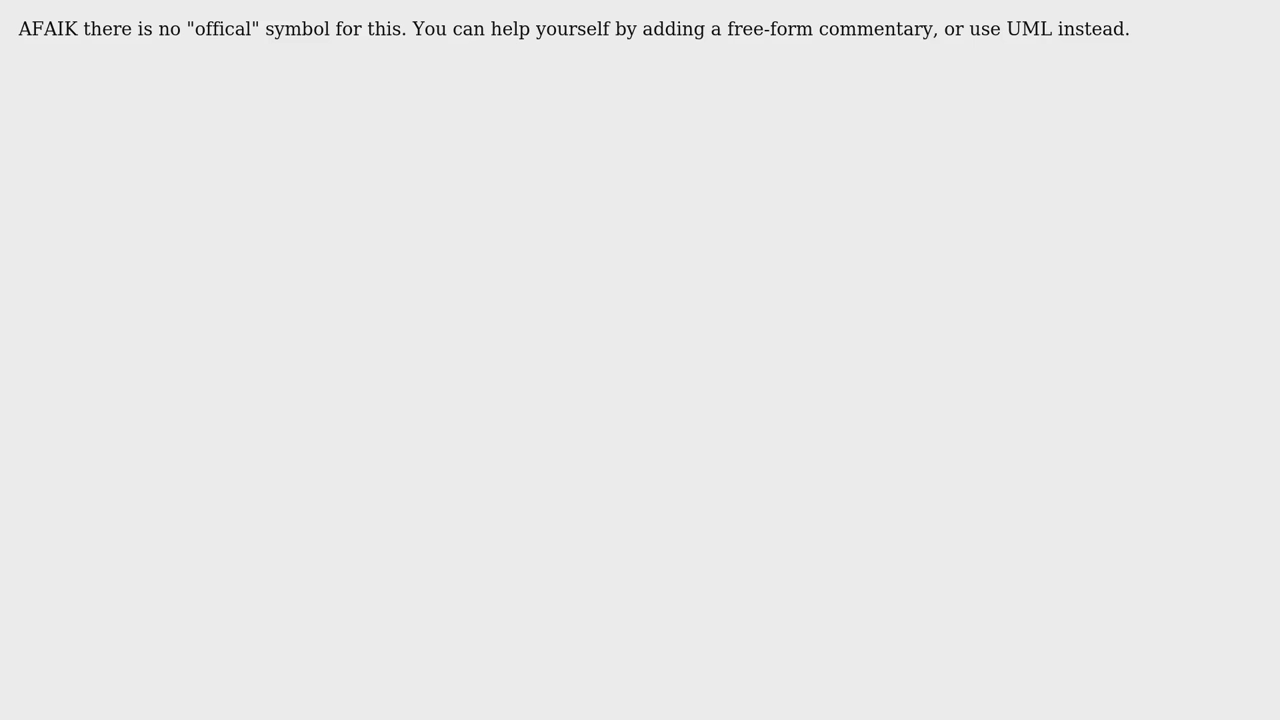 AFAIK there is no "offical" symbol for this. You can help yourself by adding a free-form commentary, or use UML instead.